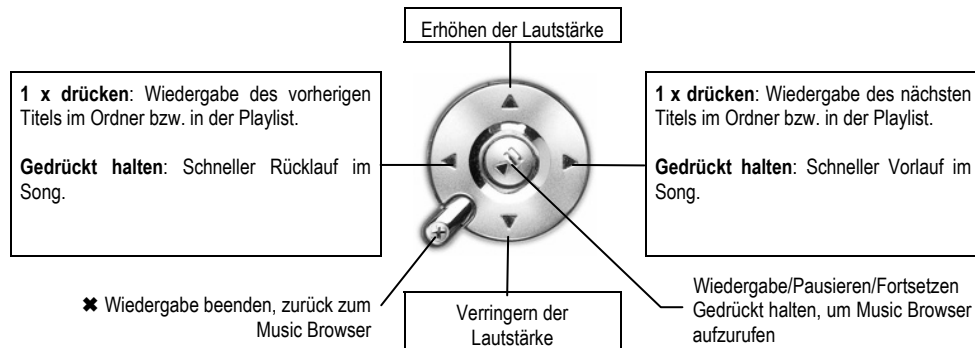 Erhöhen der Lautstärke
1 x drücken: Wiedergabe des vorherigen
Titels im Ordner bzw. in der Playlist.
Gedrückt halten: Schneller Rücklauf im
Song.
1 x drücken: Wiedergabe des nächsten
Titels im Ordner bzw. in der Playlist.
Gedrückt halten: Schneller Vorlauf im
Song.
✖ Wiedergabe beenden, zurück zum
Music Browser
Verringern der
Lautstärke
Wiedergabe/Pausieren/Fortsetzen
Gedrückt halten, um Music Browser
aufzurufen